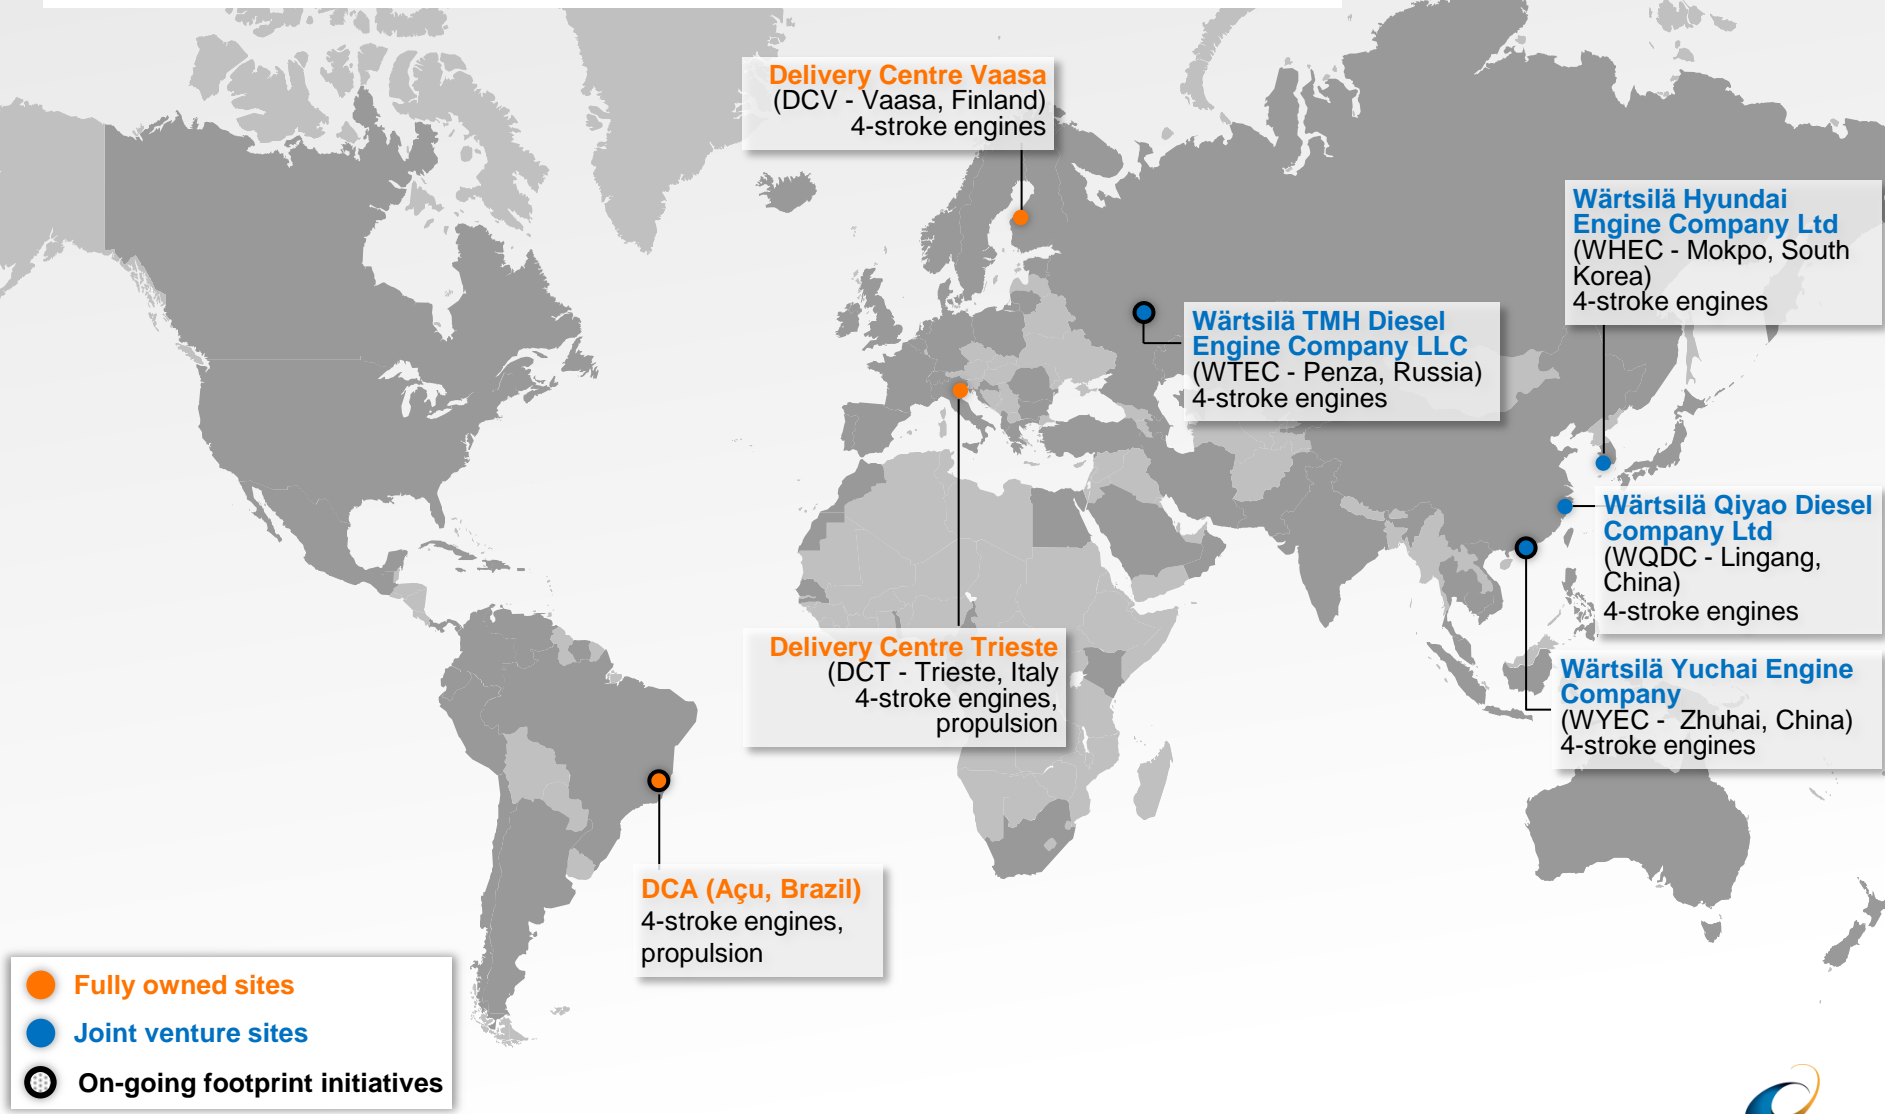 Delivery Centre Vaasa
(DCV - Vaasa, Finland)
4-stroke engines
Wärtsilä Hyundai
Engine Company Ltd
(WHEC - Mokpo, South
Korea)
4-stroke engines
Wärtsilä TMH Diesel
Engine Company LLC
(WTEC - Penza, Russia)
4-stroke engines
Wärtsilä Qiyao Diesel
Company Ltd
(WQDC - Lingang,
China)
4-stroke engines
Delivery Centre Trieste
(DCT - Trieste, Italy
4-stroke engines,
propulsion
Wärtsilä Yuchai Engine
Company
(WYEC -  Zhuhai, China)
4-stroke engines
DCA (Açu, Brazil)
4-stroke engines,
propulsion
Fully owned sites
Joint venture sites
On-going footprint initiatives